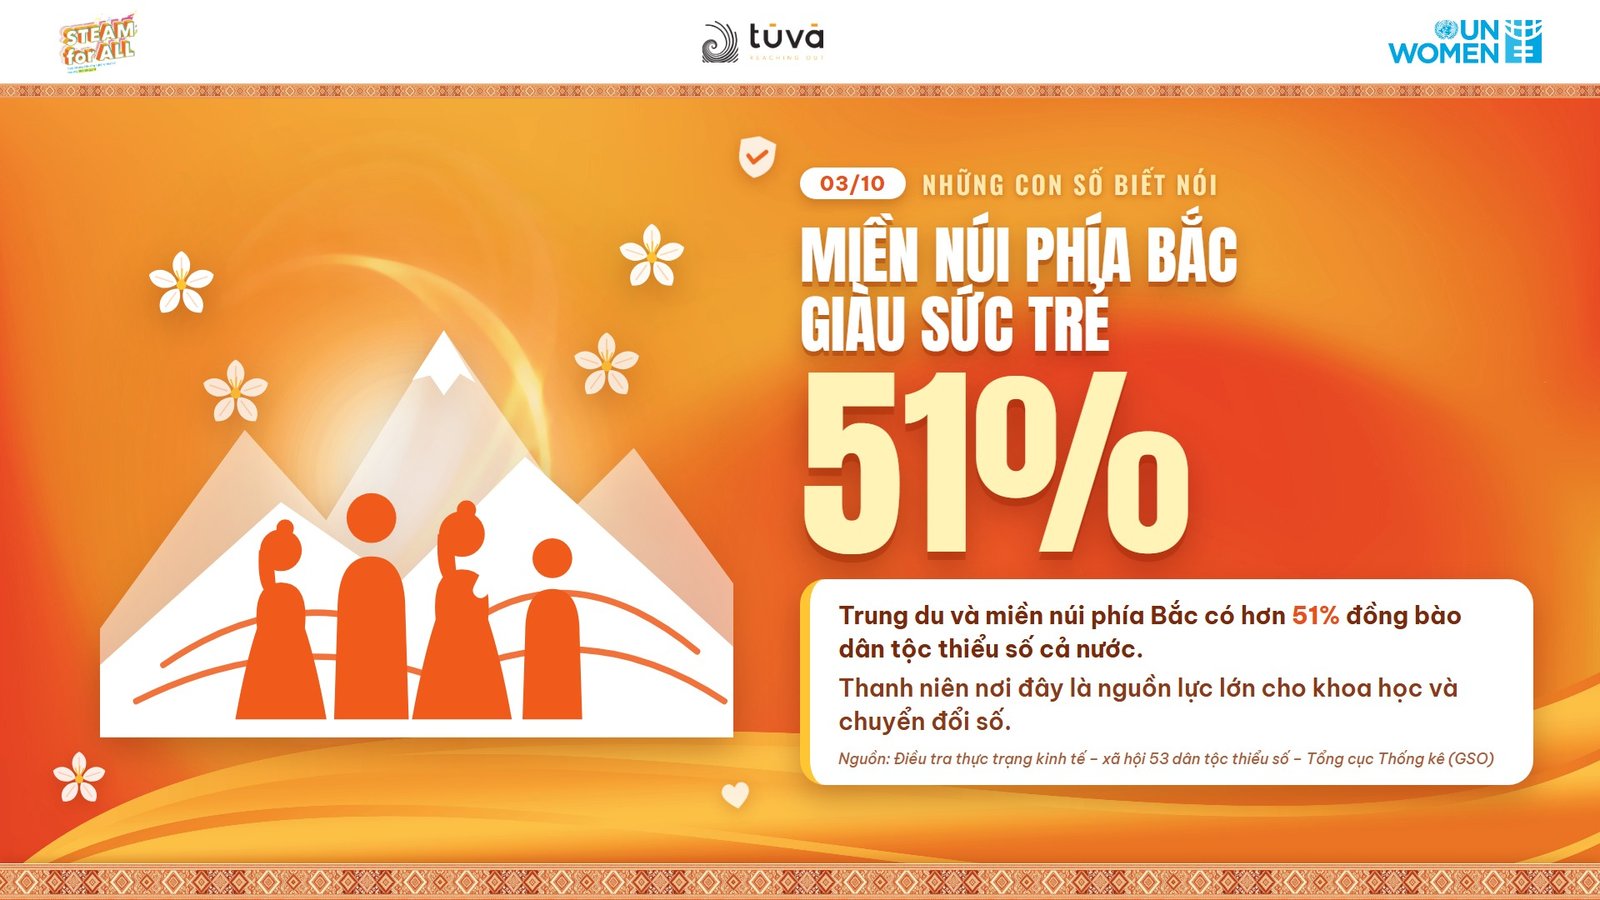 STEAM
for ALL
tūvā
REACHING OUT
UN
WOMEN
03/10
NHỮNG CON SỐ BIẾT NÓI
MIỀN NÚI PHÍA BẮC
GIÀU SỨC TRẺ
51%
Trung du và miền núi phía Bắc có hơn 51% đồng bào
dân tộc thiểu số cả nước.
Thanh niên nơi đây là nguồn lực lớn cho khoa học và
chuyển đổi số.
Nguồn: Điều tra thực trạng kinh tế – xã hội 53 dân tộc thiểu số – Tổng cục Thống kê (GSO)